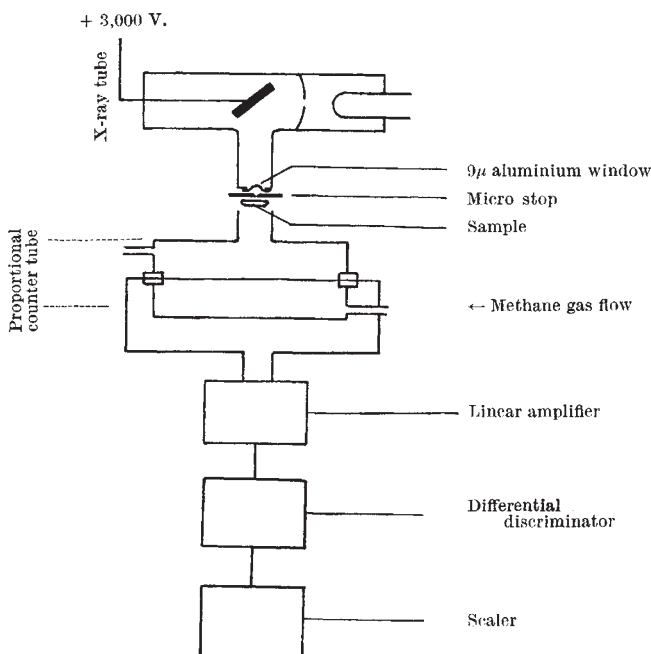 + 3,000 V.
X-ray tube
9μ aluminium window
Micro stop
Sample
Proportional
counter tube
← Methane gas flow
Linear amplifier
Differential
discriminator
Scaler